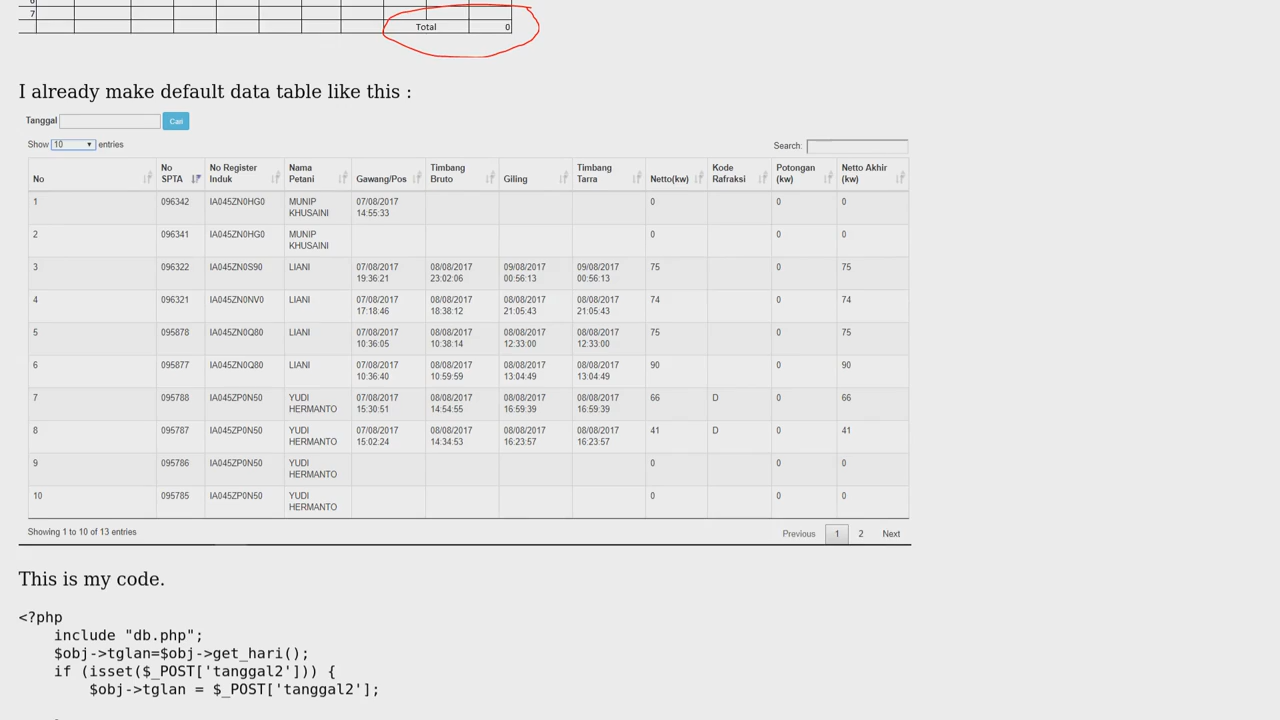 7
Total 0
I already make default data table like this :
Tanggal Cari
Show 10 entries Search:
No No SPTA No Register Induk Nama Petani Gawang/Pos Timbang Bruto Giling Timbang Tarra Netto(kw) Kode Rafraksi Potongan (kw) Netto Akhir (kw)
1 096342 IA045ZN0HG0 MUNIP KHUSAINI 07/08/2017 14:55:33 0 0 0
2 096341 IA045ZN0HG0 MUNIP KHUSAINI 0 0 0
3 096322 IA045ZN0S90 LIANI 07/08/2017 19:36:21 08/08/2017 23:02:06 09/08/2017 00:56:13 09/08/2017 00:56:13 75 0 75
4 096321 IA045ZN0NV0 LIANI 07/08/2017 17:18:46 08/08/2017 18:38:12 08/08/2017 21:05:43 08/08/2017 21:05:43 74 0 74
5 095878 IA045ZN0Q80 LIANI 07/08/2017 10:36:05 08/08/2017 10:38:14 08/08/2017 12:33:00 08/08/2017 12:33:00 75 0 75
6 095877 IA045ZN0Q80 LIANI 07/08/2017 10:36:40 08/08/2017 10:59:59 08/08/2017 13:04:49 08/08/2017 13:04:49 90 0 90
7 095788 IA045ZP0N50 YUDI HERMANTO 07/08/2017 15:30:51 08/08/2017 14:54:55 08/08/2017 16:59:39 08/08/2017 16:59:39 66 D 0 66
8 095787 IA045ZP0N50 YUDI HERMANTO 07/08/2017 15:02:24 08/08/2017 14:34:53 08/08/2017 16:23:57 08/08/2017 16:23:57 41 D 0 41
9 095786 IA045ZP0N50 YUDI HERMANTO 0 0 0
10 095785 IA045ZP0N50 YUDI HERMANTO 0 0 0
Showing 1 to 10 of 13 entries Previous 1 2 Next
This is my code.
<?php
include "db.php";
$obj->tglan=$obj->get_hari();
if (isset($_POST['tanggal2'])) {
$obj->tglan = $_POST['tanggal2'];